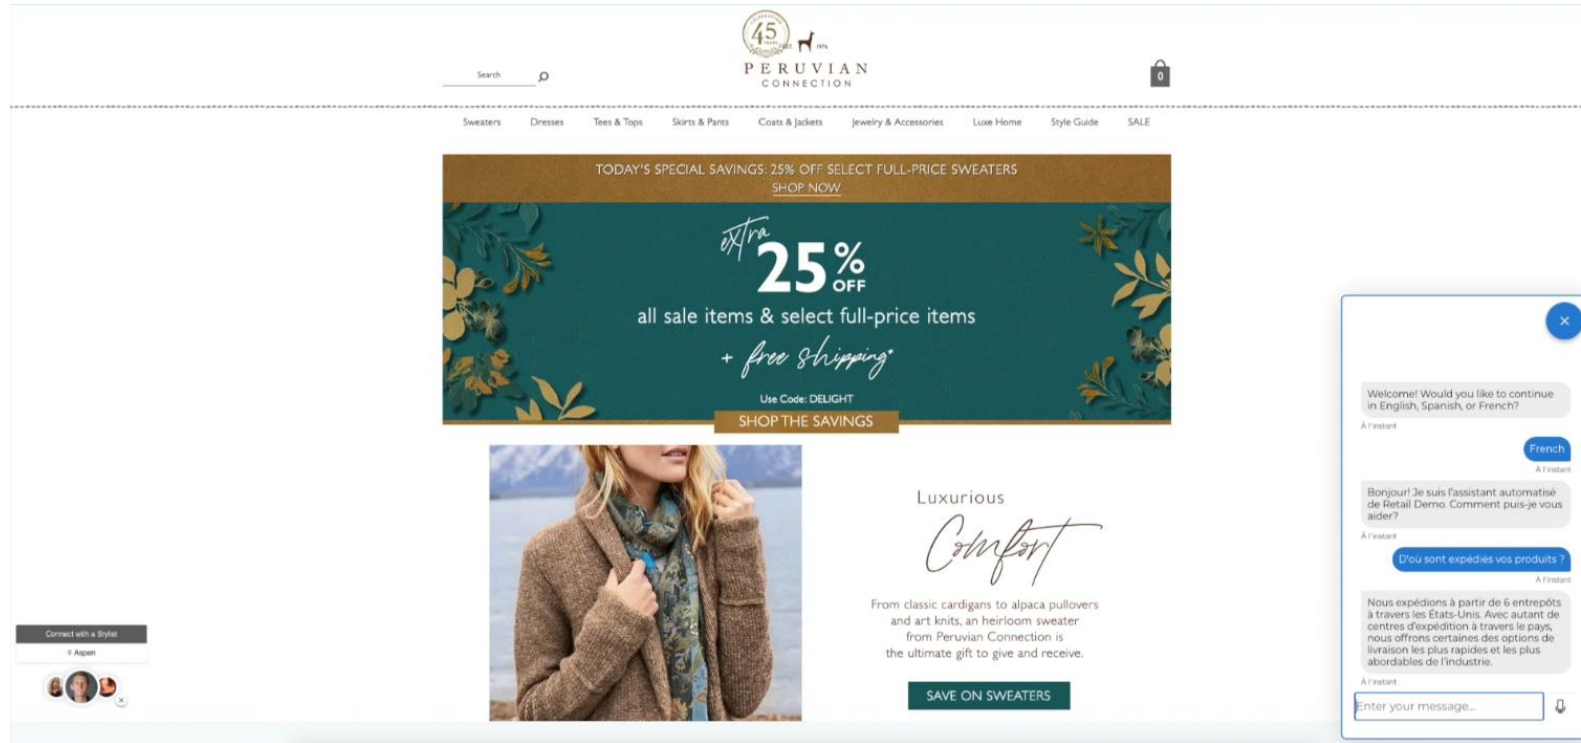 CELEBRATING
45
YEARS
EST. 1976
PERUVIAN
CONNECTION
Search
0
Sweaters Dresses Tees & Tops Skirts & Pants Coats & Jackets Jewelry & Accessories Luxe Home Style Guide SALE
TODAY'S SPECIAL SAVINGS: 25% OFF SELECT FULL-PRICE SWEATERS
SHOP NOW
extra
25% OFF
all sale items & select full-price items
+ free shipping*
Use Code: DELIGHT
SHOP THE SAVINGS
Luxurious
Comfort
From classic cardigans to alpaca pullovers
and art knits, an heirloom sweater
from Peruvian Connection is
the ultimate gift to give and receive.
SAVE ON SWEATERS
Connect with a Stylist
Aspen
Welcome! Would you like to continue
in English, Spanish, or French?
À l'instant
French
À l'instant
Bonjour! Je suis l'assistant automatisé
de Retail Demo. Comment puis-je vous
aider?
À l'instant
D'où sont expédiés vos produits ?
À l'instant
Nous expédions à partir de 6 entrepôts
à travers les États-Unis. Avec autant de
centres d'expédition à travers le pays,
nous offrons certaines des options de
livraison les plus rapides et les plus
abordables de l'industrie.
À l'instant
Enter your message...